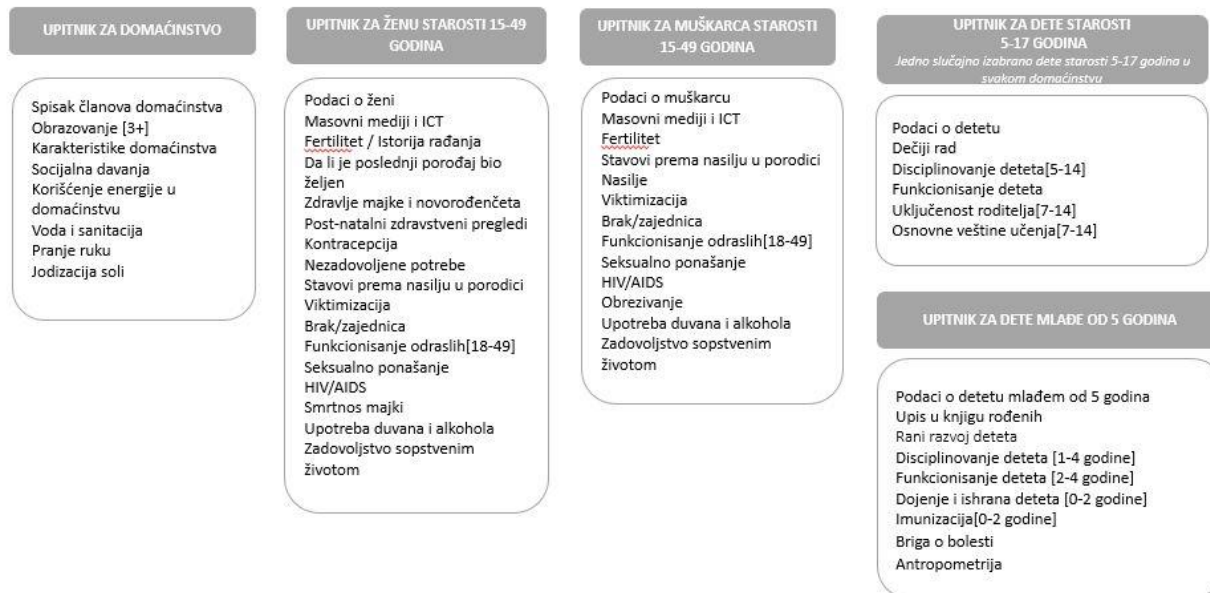 UPITNIK ZA DOMAĆINSTVO
Spisak članova domaćinstva
Obrazovanje [3+]
Karakteristike domaćinstva
Socijalna davanja
Korišćenje energije u
domaćinstvu
Voda i sanitacija
Pranje ruku
Jodizacija soli
UPITNIK ZA ŽENU STAROSTI 15-49
GODINA
Podaci o ženi
Masovni mediji i ICT
Fertilitet / Istorija rađanja
Da li je poslednji porođaj bio
željen
Zdravlje majke i novorođenčeta
Post-natalni zdravstveni pregledi
Kontracepcija
Nezadovoljene potrebe
Stavovi prema nasilju u porodici
Viktimizacija
Brak/zajednica
Funkcionisanje odraslih[18-49]
Seksualno ponašanje
HIV/AIDS
Smrtnos majki
Upotreba duvana i alkohola
Zadovoljstvo sopstvenim
životom
UPITNIK ZA MUŠKARCA STAROSTI
15-49 GODINA
Podaci o muškarcu
Masovni mediji i ICT
Fertilitet
Stavovi prema nasilju u porodici
Nasilje
Viktimizacija
Brak/zajednica
Funkcionisanje odraslih[18-49]
Seksualno ponašanje
HIV/AIDS
Obrezivanje
Upotreba duvana i alkohola
Zadovoljstvo sopstvenim
životom
UPITNIK ZA DETE STAROSTI
5-17 GODINA
Jedno slučajno izabrano dete starosti 5-17 godina u
svakom domaćinstvu
Podaci o detetu
Dečiji rad
Disciplinovanje deteta[5-14]
Funkcionisanje deteta
Uključenost roditelja[7-14]
Osnovne veštine učenja[7-14]
UPITNIK ZA DETE MLAĐE OD 5 GODINA
Podaci o detetu mlađem od 5 godina
Upis u knjigu rođenih
Rani razvoj deteta
Disciplinovanje deteta [1-4 godine]
Funkcionisanje deteta [2-4 godine]
Dojenje i ishrana deteta [0-2 godine]
Imunizacija[0-2 godine]
Briga o bolesti
Antropometrija